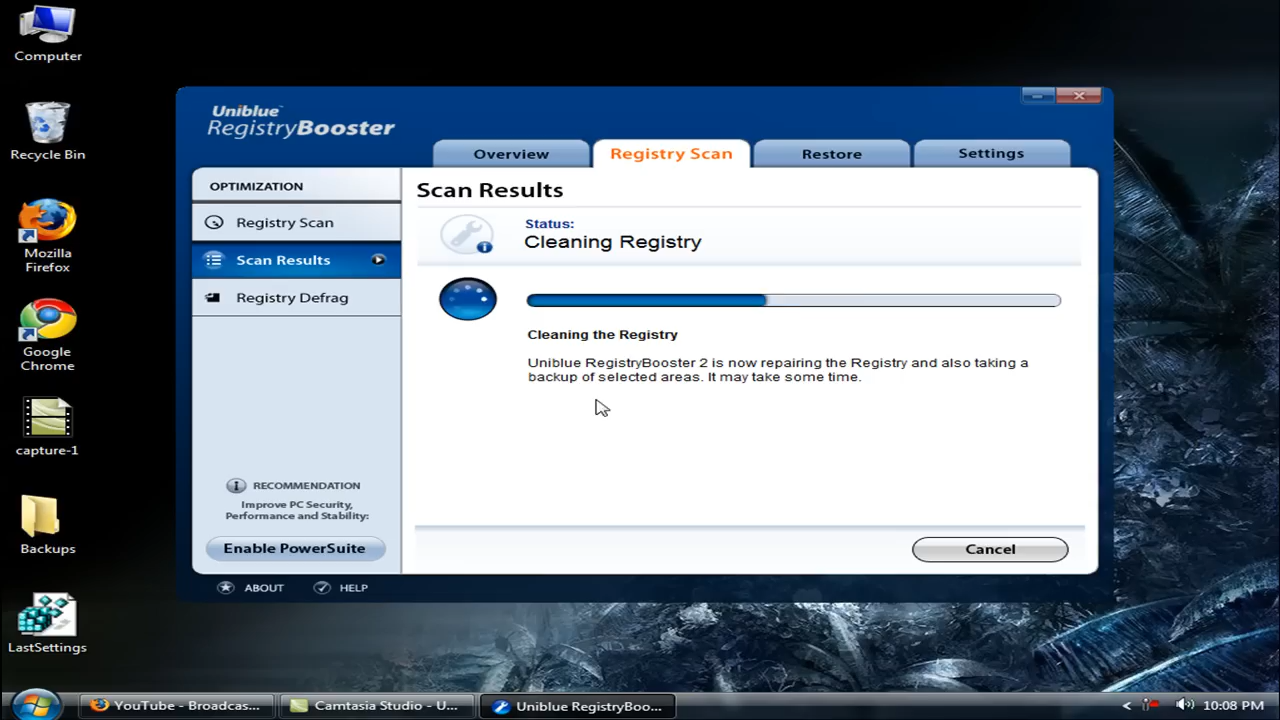 Computer
Recycle Bin
Mozilla
Firefox
Google
Chrome
capture-1
Backups
LastSettings
Uniblue™
RegistryBooster
Overview
Registry Scan
Restore
Settings
OPTIMIZATION
Registry Scan
Scan Results
Registry Defrag
RECOMMENDATION
Improve PC Security,
Performance and Stability:
Enable PowerSuite
ABOUT
HELP
Scan Results
Status:
Cleaning Registry
Cleaning the Registry
Uniblue RegistryBooster 2 is now repairing the Registry and also taking a
backup of selected areas. It may take some time.
Cancel
YouTube - Broadcas...
Camtasia Studio - U...
Uniblue RegistryBoo...
10:08 PM